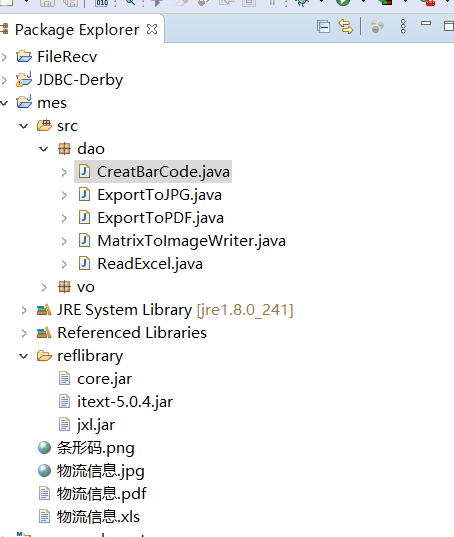 010
Package Explorer
FileRecv
JDBC-Derby
mes
src
dao
CreatBarCode.java
ExportToJPG.java
ExportToPDF.java
MatrixToImageWriter.java
ReadExcel.java
vo
JRE System Library [jre1.8.0_241]
Referenced Libraries
reflibrary
core.jar
itext-5.0.4.jar
jxl.jar
条形码.png
物流信息.jpg
物流信息.pdf
物流信息.xls